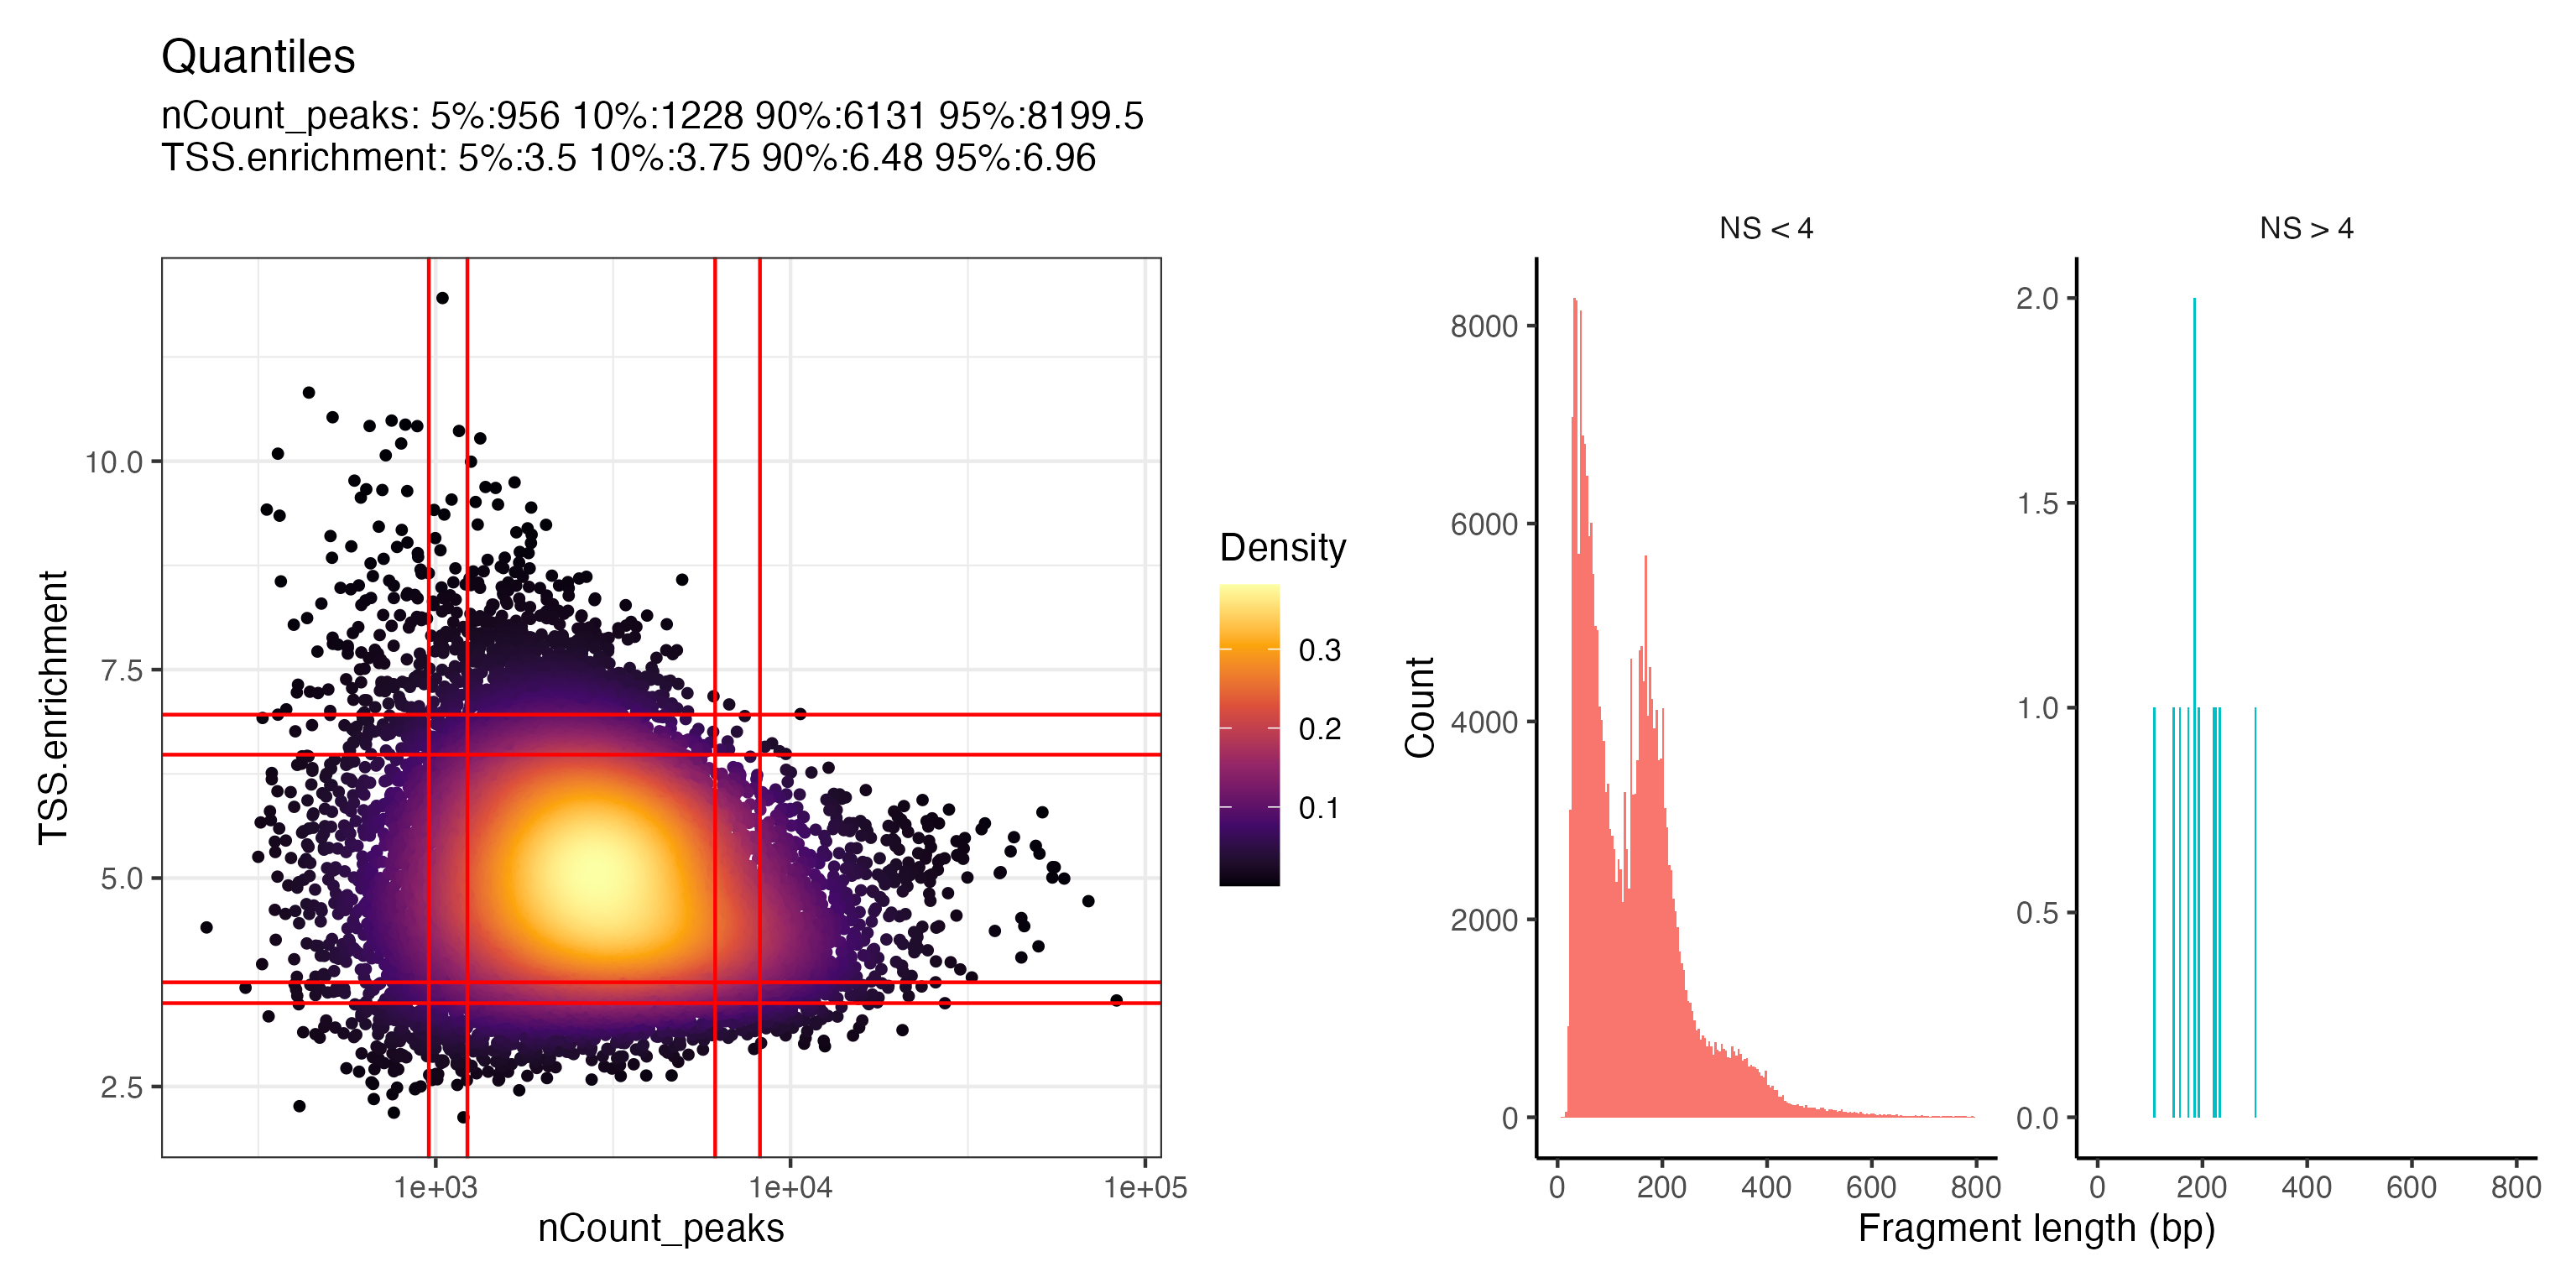 Quantiles
nCount_peaks: 5%:956 10%:1228 90%:6131 95%:8199.5
TSS.enrichment: 5%:3.5 10%:3.75 90%:6.48 95%:6.96
TSS.enrichment
10.0
7.5
5.0
2.5
1e+03
1e+04
1e+05
nCount_peaks
Density
0.3
0.2
0.1
NS < 4
NS > 4
Count
8000
6000
4000
2000
0
2.0
1.5
1.0
0.5
0.0
0
200
400
600
800
0
200
400
600
800
Fragment length (bp)